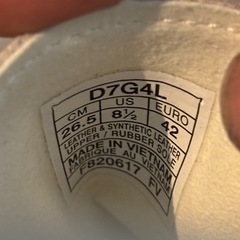 D7G4L
CM US EURO
26.5 8½ 42
LEATHER & SYNTHETIC LEATHER
UPPER / RUBBER SOLE
MADE IN VIETNAM
FABRIQUE AU VIETNAM
F820617 FV